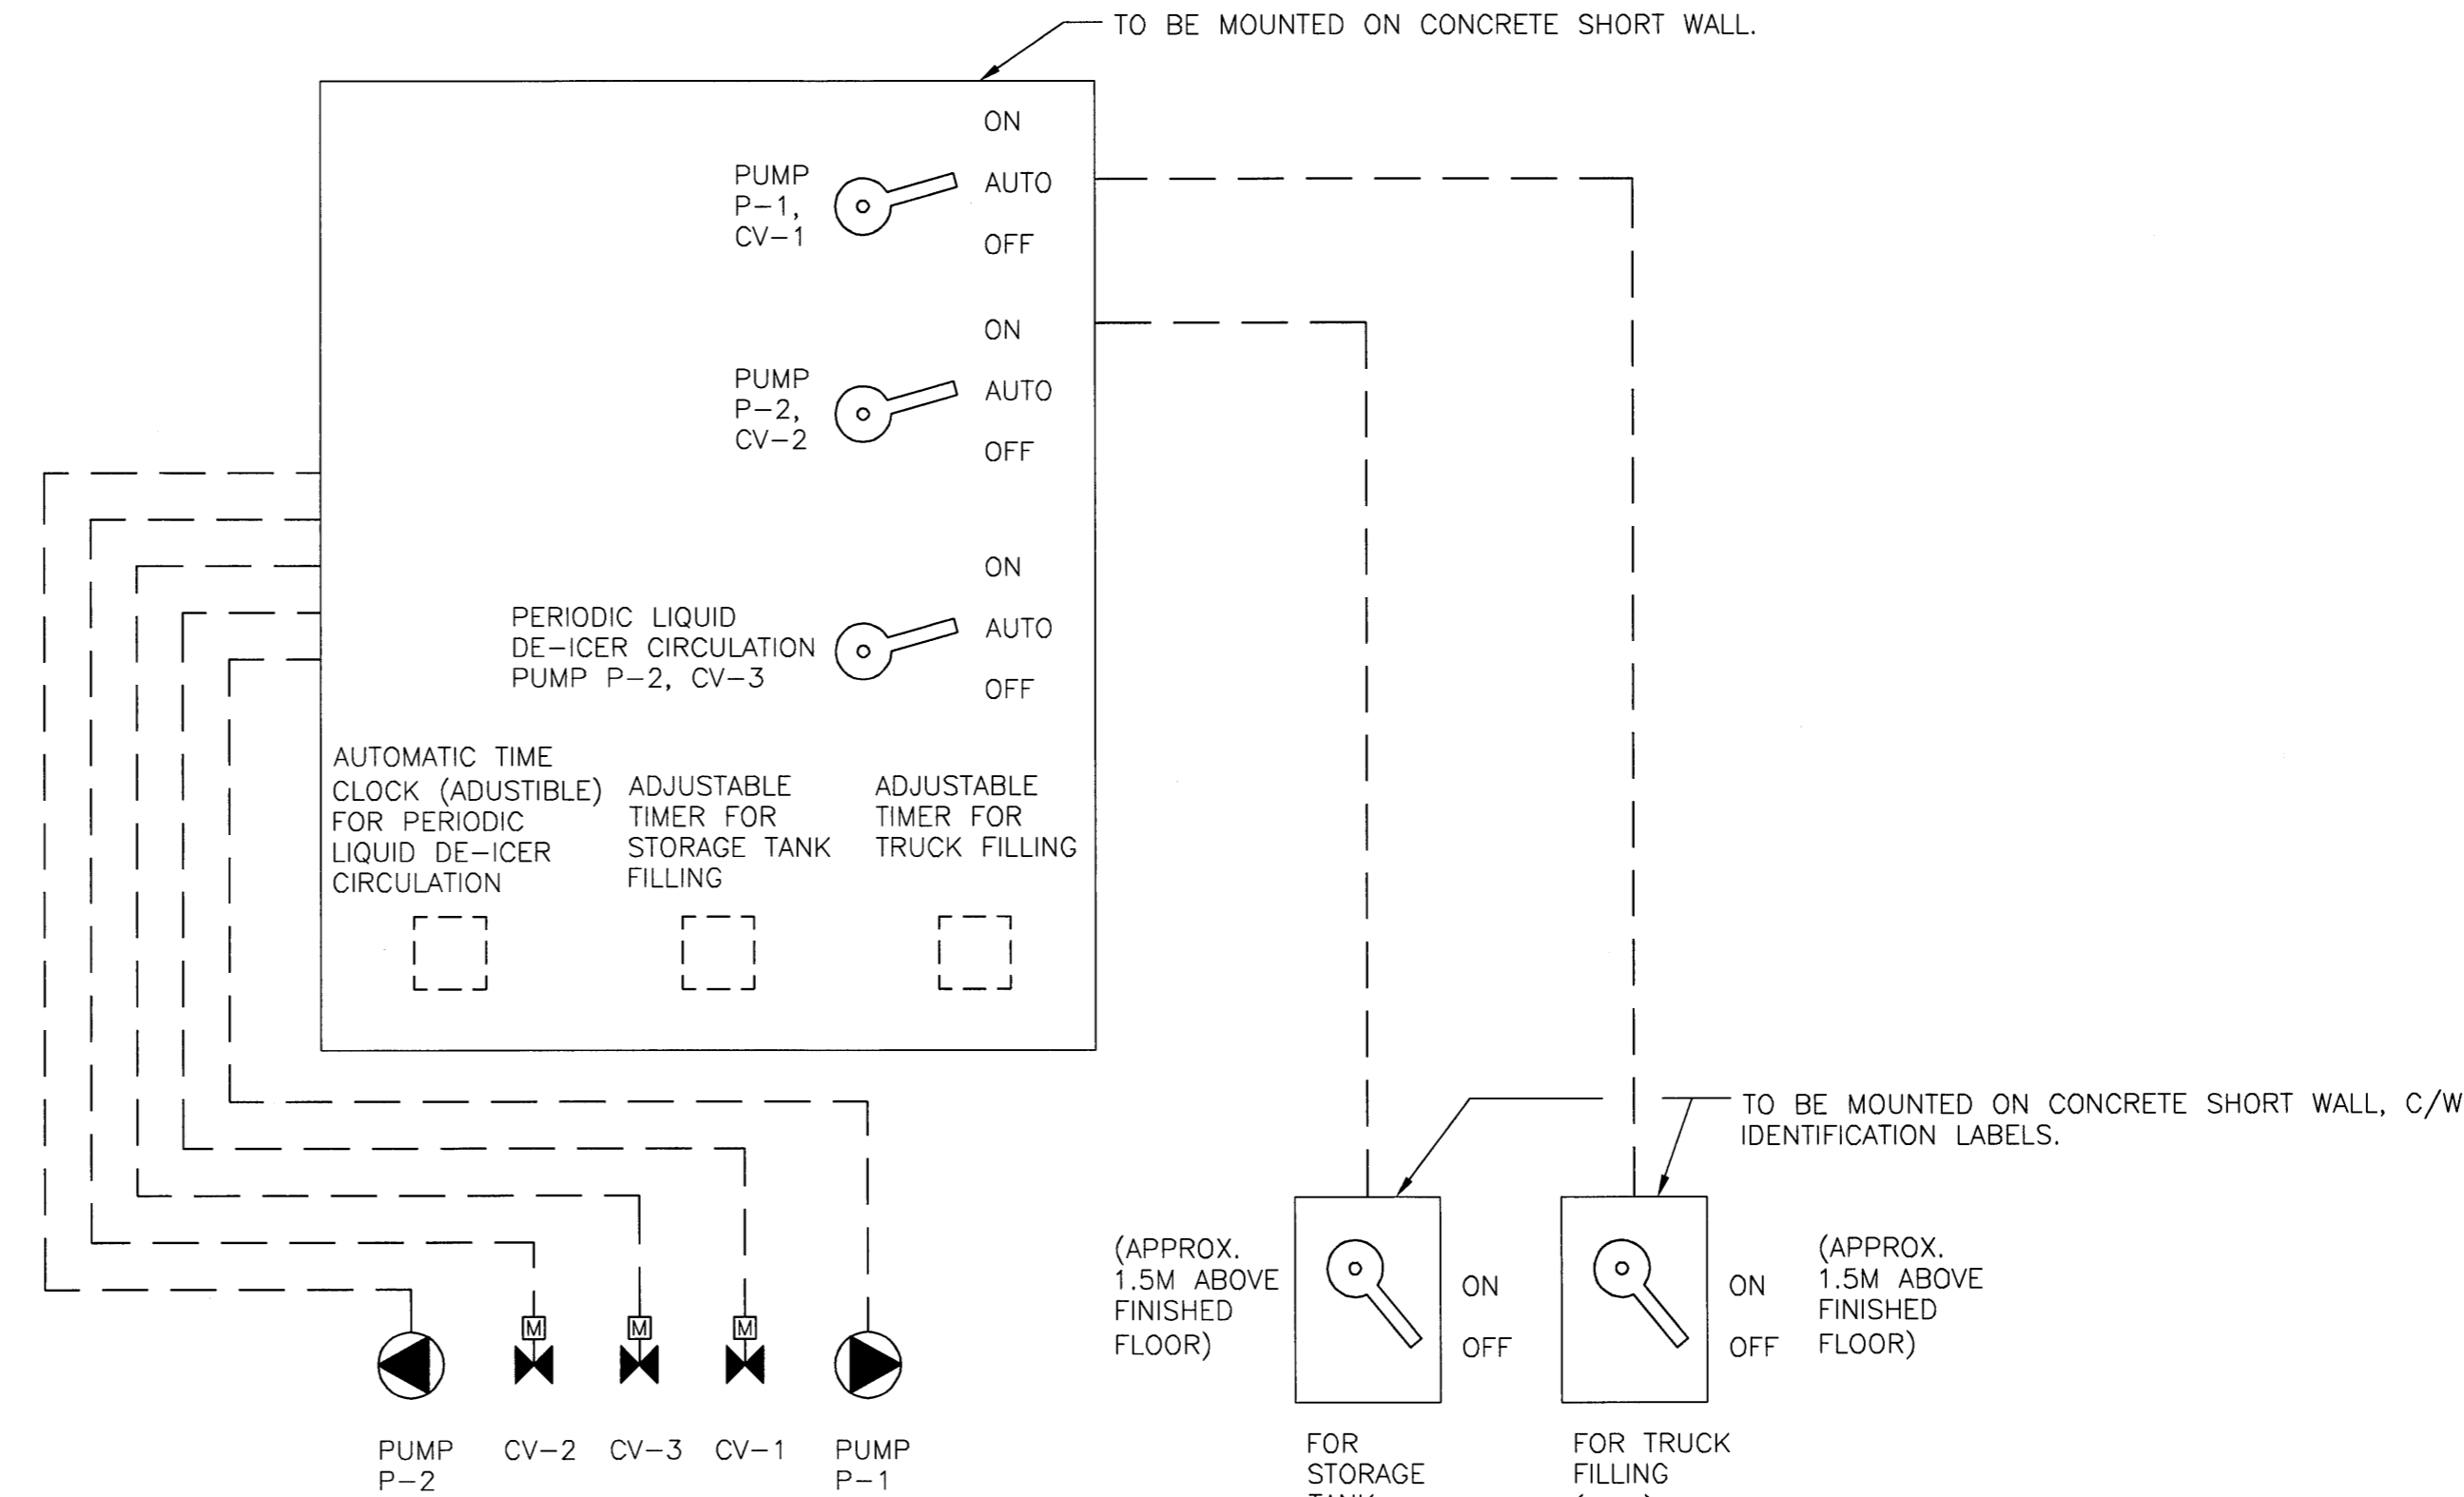 TO BE MOUNTED ON CONCRETE SHORT WALL.
ON
PUMP
P-1,
CV-1
AUTO
OFF
ON
PUMP
P-2,
CV-2
AUTO
OFF
ON
PERIODIC LIQUID
DE-ICER CIRCULATION
PUMP P-2, CV-3
AUTO
OFF
AUTOMATIC TIME
CLOCK (ADUSTIBLE)
FOR PERIODIC
LIQUID DE-ICER
CIRCULATION
ADJUSTABLE
TIMER FOR
STORAGE TANK
FILLING
ADJUSTABLE
TIMER FOR
TRUCK FILLING
TO BE MOUNTED ON CONCRETE SHORT WALL, C/W
IDENTIFICATION LABELS.
(APPROX.
1.5M ABOVE
FINISHED
FLOOR)
ON
OFF
ON
OFF
(APPROX.
1.5M ABOVE
FINISHED
FLOOR)
M
M
M
PUMP
P-2
CV-2
CV-3
CV-1
PUMP
P-1
FOR
STORAGE
TANK
FOR TRUCK
FILLING